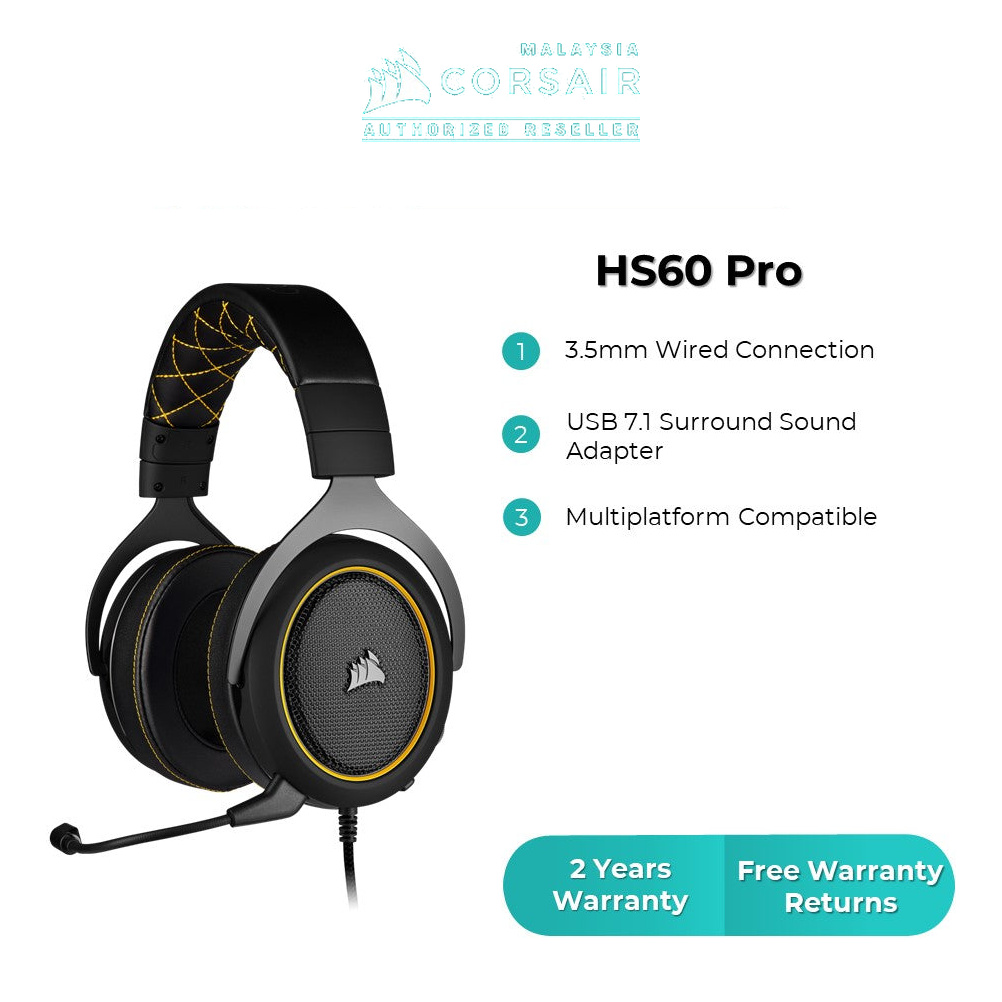 MALAYSIA
CORSAIR
AUTHORIZED RESELLER
HS60 Pro
1 3.5mm Wired Connection
2 USB 7.1 Surround Sound
Adapter
3 Multiplatform Compatible
2 Years
Warranty
Free Warranty
Returns